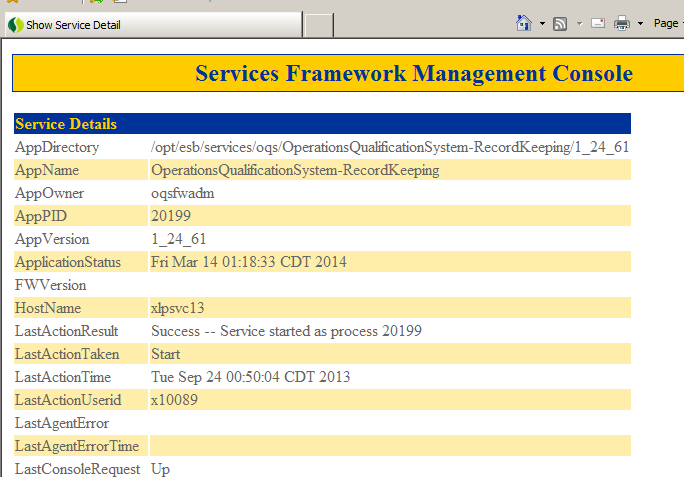 Show Service Detail
Page
Services Framework Management Console
Service Details
AppDirectory /opt/esb/services/oqs/OperationsQualificationSystem-RecordKeeping/1_24_61
AppName OperationsQualificationSystem-RecordKeeping
AppOwner oqsfwadm
AppPID 20199
AppVersion 1_24_61
ApplicationStatus Fri Mar 14 01:18:33 CDT 2014
FWVersion
HostName xlpsvc13
LastActionResult Success -- Service started as process 20199
LastActionTaken Start
LastActionTime Tue Sep 24 00:50:04 CDT 2013
LastActionUserid x10089
LastAgentError
LastAgentErrorTime
LastConsoleRequest Up